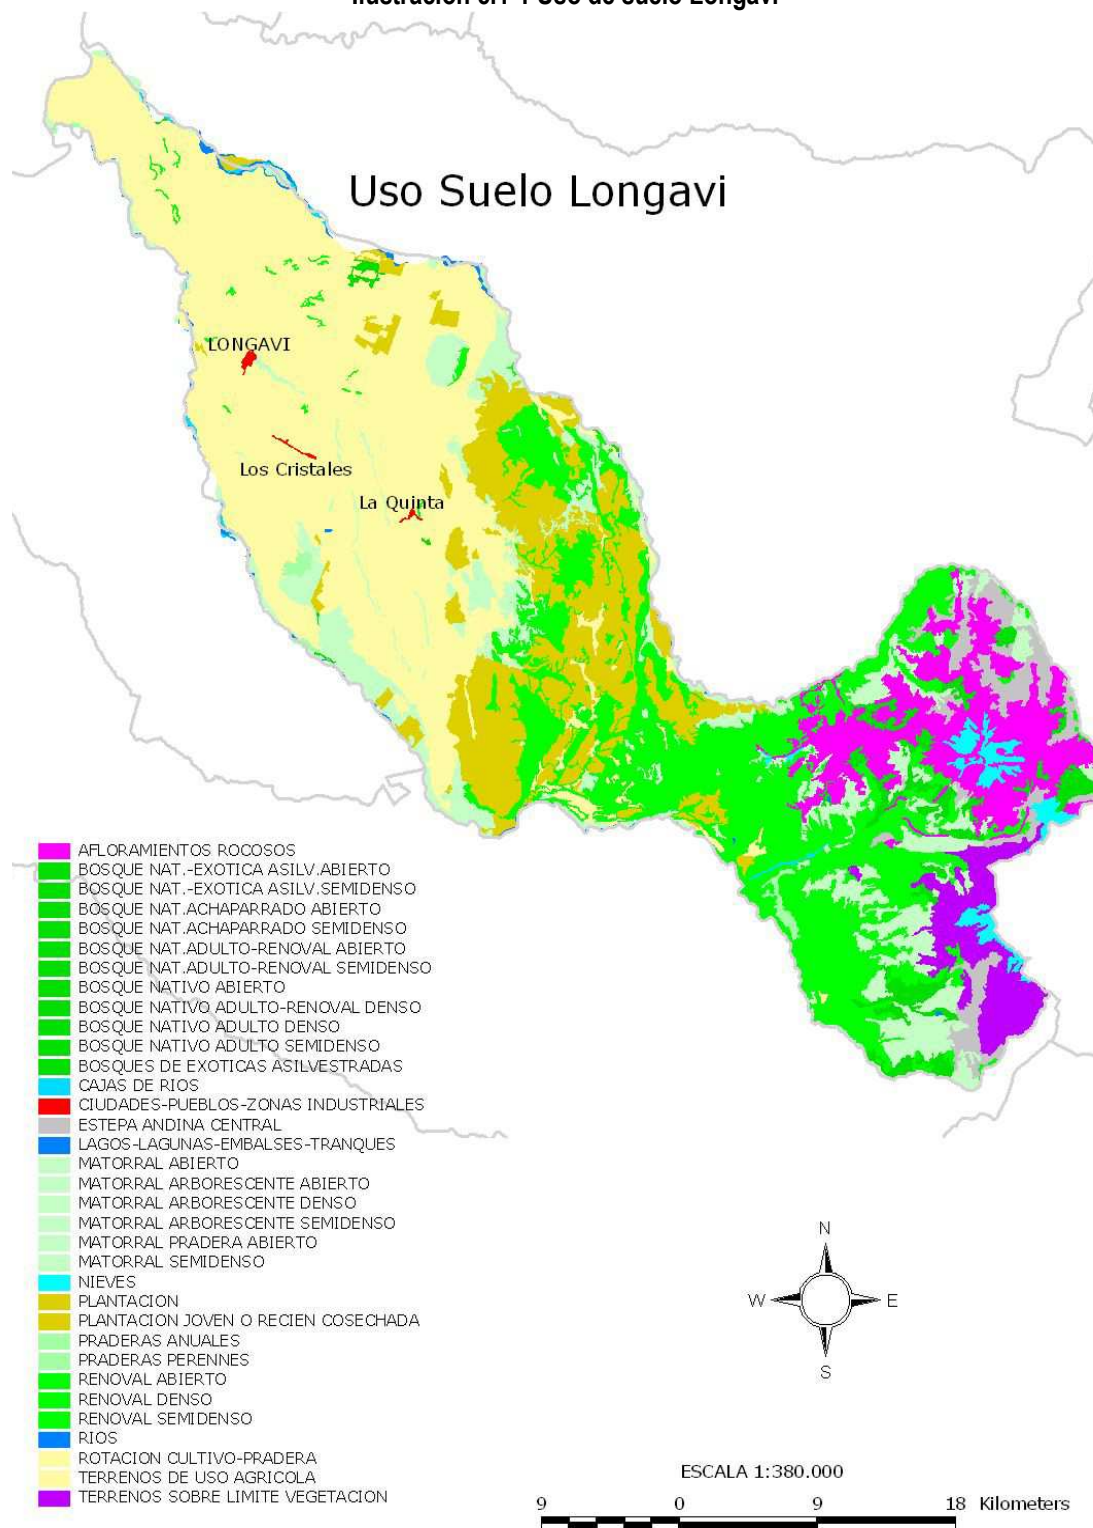 Uso Suelo Longavi
LONGAVI
Los Cristales
La Quinta
AFLORAMIENTOS ROCOSOS
BOSQUE NAT.-EXOTICA ASILV.ABIERTO
BOSQUE NAT.-EXOTICA ASILV.SEMIDENSO
BOSQUE NAT.ACHAPARRADO ABIERTO
BOSQUE NAT.ACHAPARRADO SEMIDENSO
BOSQUE NAT.ADULTO-RENOVAL ABIERTO
BOSQUE NAT.ADULTO-RENOVAL SEMIDENSO
BOSQUE NATIVO ABIERTO
BOSQUE NATIVO ADULTO-RENOVAL DENSO
BOSQUE NATIVO ADULTO DENSO
BOSQUE NATIVO ADULTO SEMIDENSO
BOSQUES DE EXOTICAS ASILVESTRADAS
CAJAS DE RIOS
CIUDADES-PUEBLOS-ZONAS INDUSTRIALES
ESTEPA ANDINA CENTRAL
LAGOS-LAGUNAS-EMBALSES-TRANQUES
MATORRAL ABIERTO
MATORRAL ARBORESCENTE ABIERTO
MATORRAL ARBORESCENTE DENSO
MATORRAL ARBORESCENTE SEMIDENSO
MATORRAL PRADERA ABIERTO
MATORRAL SEMIDENSO
NIEVES
PLANTACION
PLANTACION JOVEN O RECIEN COSECHADA
PRADERAS ANUALES
PRADERAS PERENNES
RENOVAL ABIERTO
RENOVAL DENSO
RENOVAL SEMIDENSO
RIOS
ROTACION CULTIVO-PRADERA
TERRENOS DE USO AGRICOLA
TERRENOS SOBRE LIMITE VEGETACION
N
W E
S
ESCALA 1:380.000
9 0 9 18 Kilometers